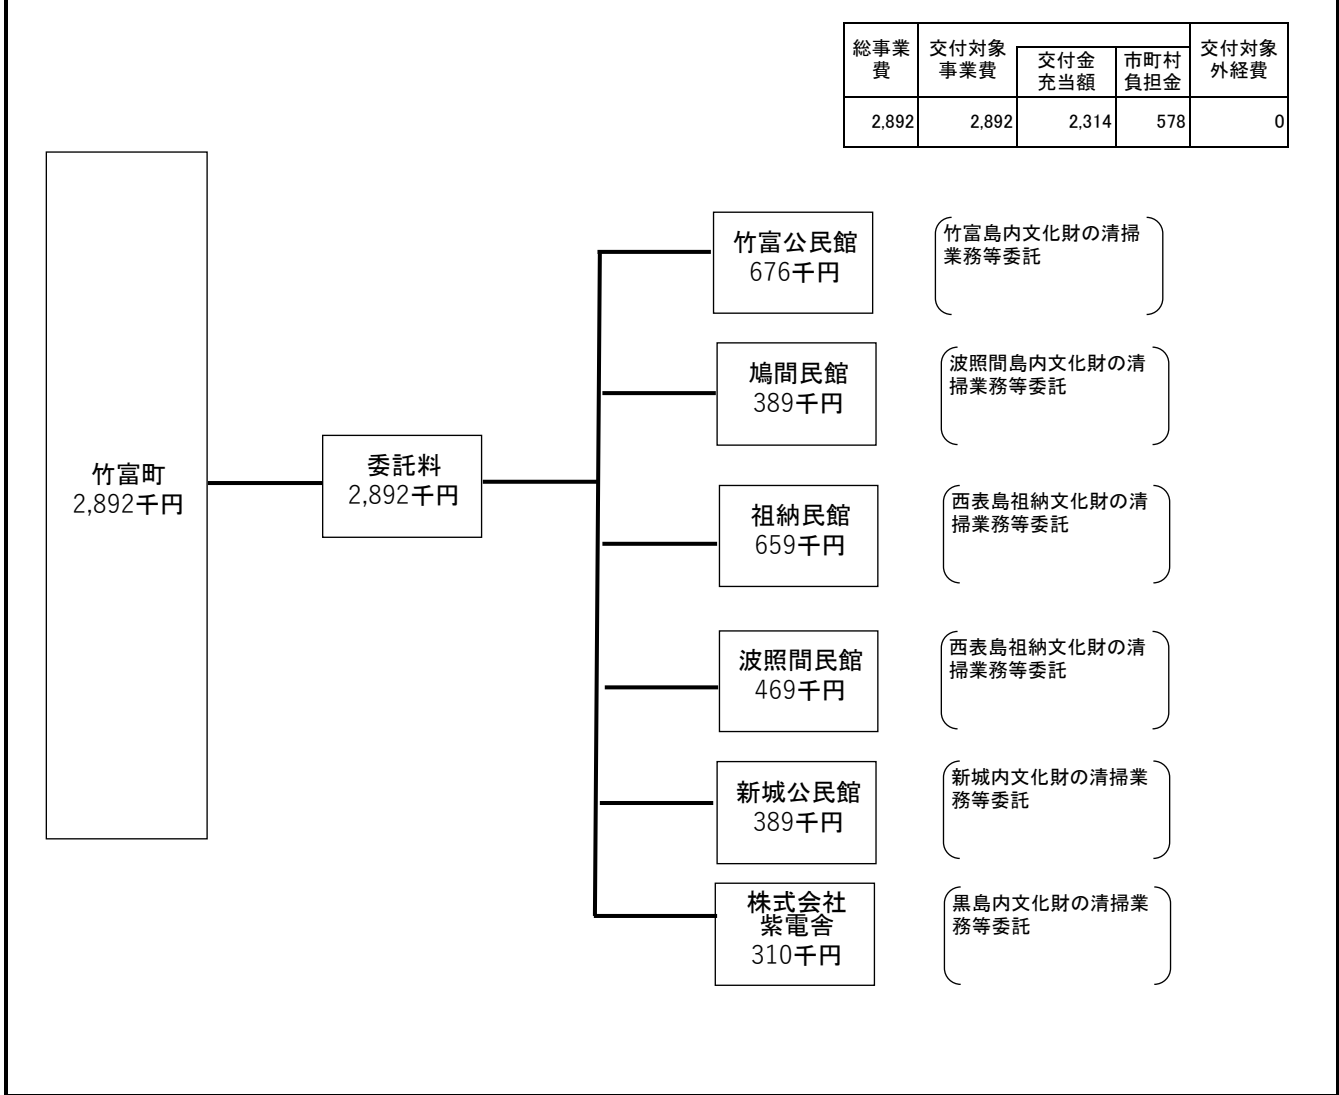 総事業
費
交付対象
事業費
交付金
充当額
市町村
負担金
交付対象
外経費
2,892
2,892
2,314
578
0
竹富町
2,892千円
委託料
2,892千円
竹富公民館
676千円
竹富島内文化財の清掃
業務等委託
鳩間民館
389千円
波照間島内文化財の清
掃業務等委託
祖納民館
659千円
西表島祖納文化財の清
掃業務等委託
波照間民館
469千円
西表島祖納文化財の清
掃業務等委託
新城公民館
389千円
新城内文化財の清掃業
務等委託
株式会社
紫電舎
310千円
黒島内文化財の清掃業
務等委託